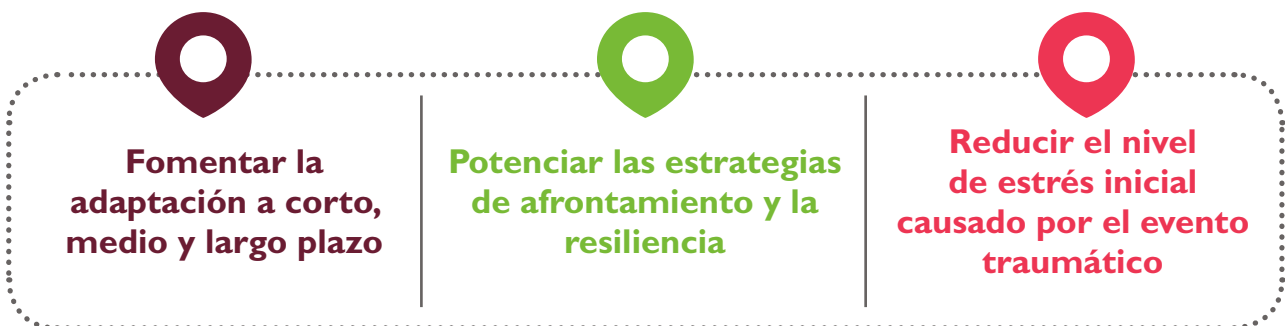 Fomentar la
adaptación a corto,
medio y largo plazo
Potenciar las estrategias
de afrontamiento y la
resiliencia
Reducir el nivel
de estrés inicial
causado por el evento
traumático